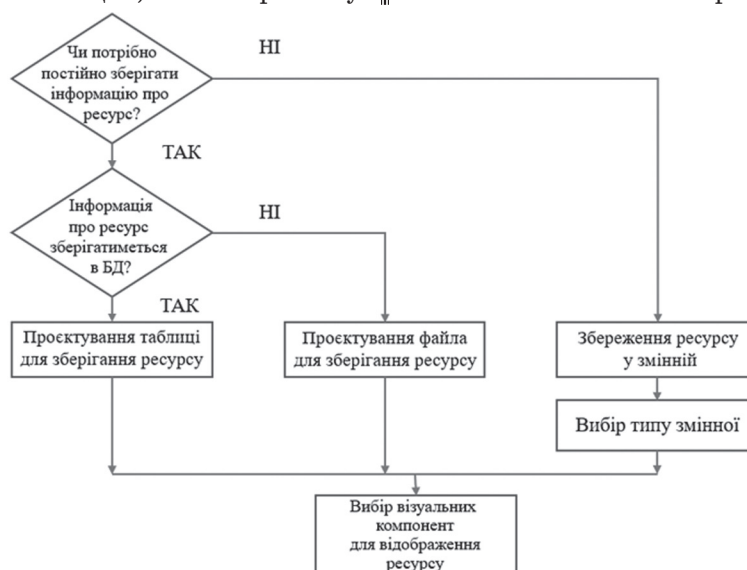 Чи потрібно
постійно зберігати
інформацію про
ресурс?
НІ
ТАК
Інформація
про ресурс
зберігатиметься
в БД?
НІ
ТАК
Проєктування таблиці
для зберігання ресурсу
Проєктування файла
для зберігання ресурсу
Збереження ресурсу
у змінній
Вибір типу змінної
Вибір візуальних
компонент
для відображення
ресурсу